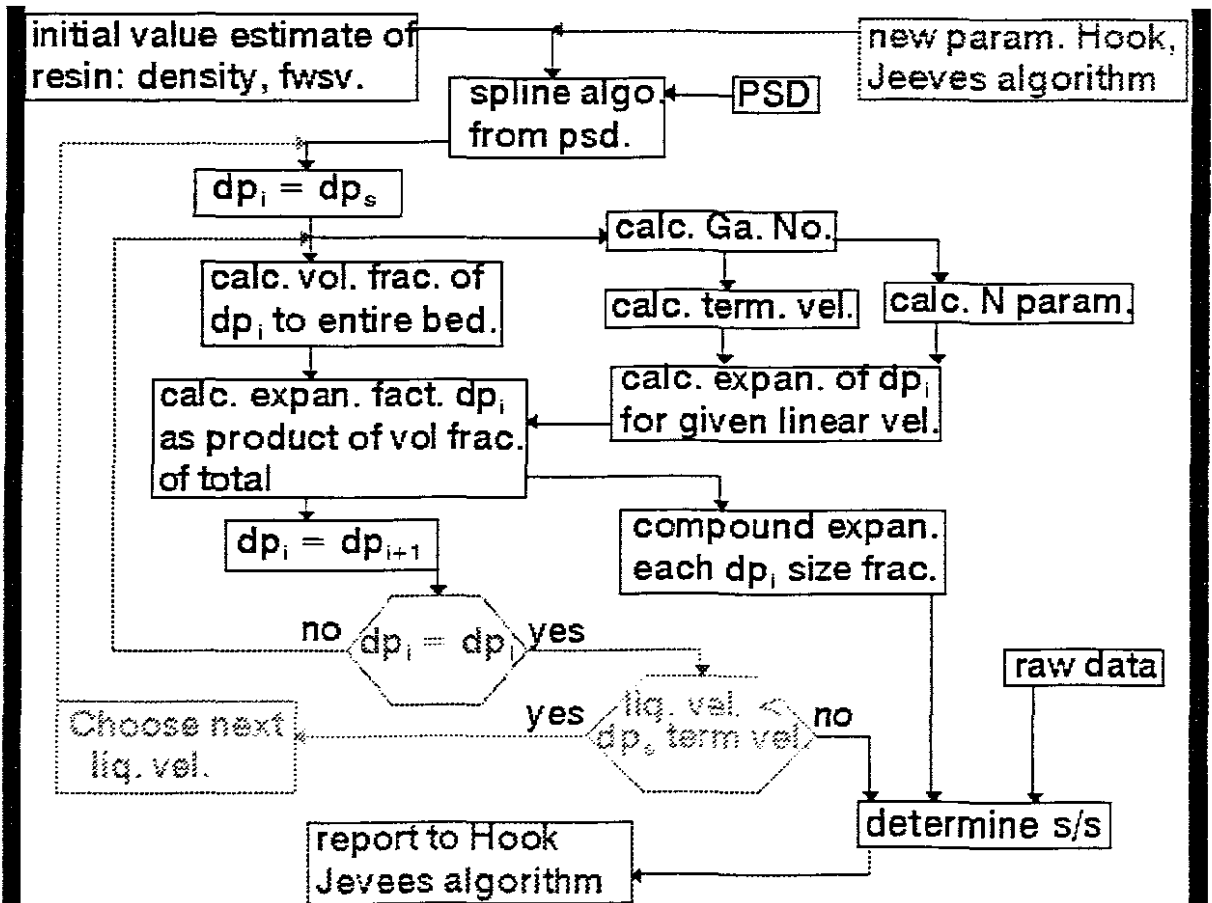 initial value estimate of
resin: density, fwsv.
new param. Hook,
Jeeves algorithm
spline algo.
from psd.
PSD
dpᵢ = dpₛ
calc. Ga. No.
calc. vol. frac. of
dpᵢ to entire bed.
calc. term. vel.
calc. N param.
calc. expan. fact. dpᵢ
as product of vol frac.
of total
calc. expan. of dpᵢ
for given linear vel.
dpᵢ = dpᵢ₊₁
compound expan.
each dpᵢ size frac.
no
dpᵢ = dpₗ
yes
raw data
Choose next
liq. vel.
yes
liq. vel. <
dpₛ term vel.
no
determine s/s
report to Hook
Jevees algorithm